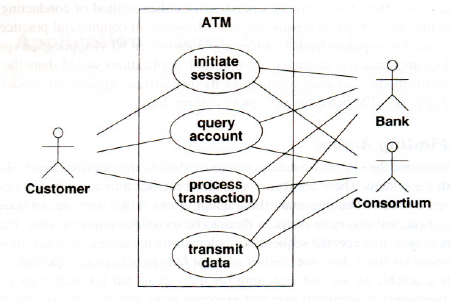 ATM
initiate
session
query
account
process
transaction
transmit
data
Customer
Bank
Consortium